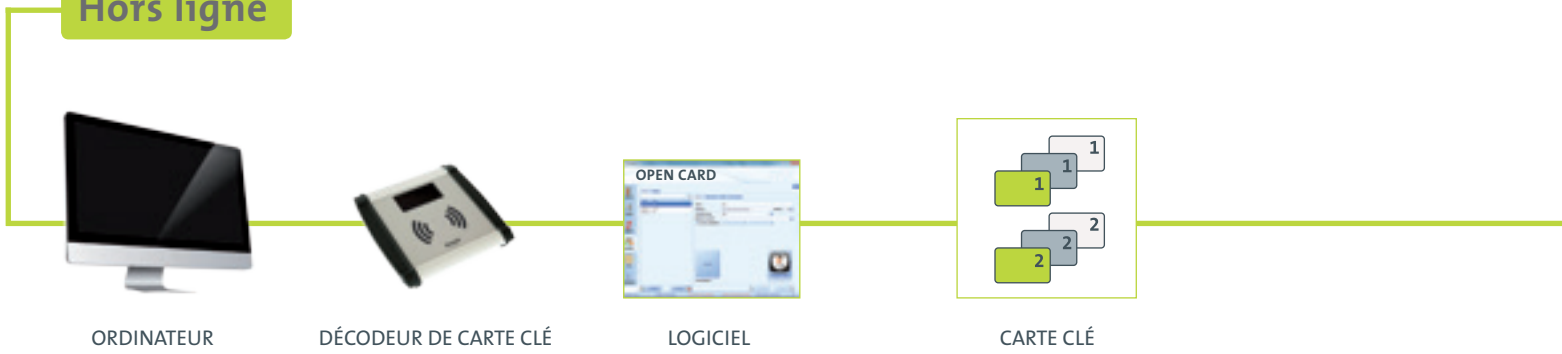 Hors ligne
OPEN CARD
1
1
1
2
2
2
ORDINATEUR
DÉCODEUR DE CARTE CLÉ
LOGICIEL
CARTE CLÉ